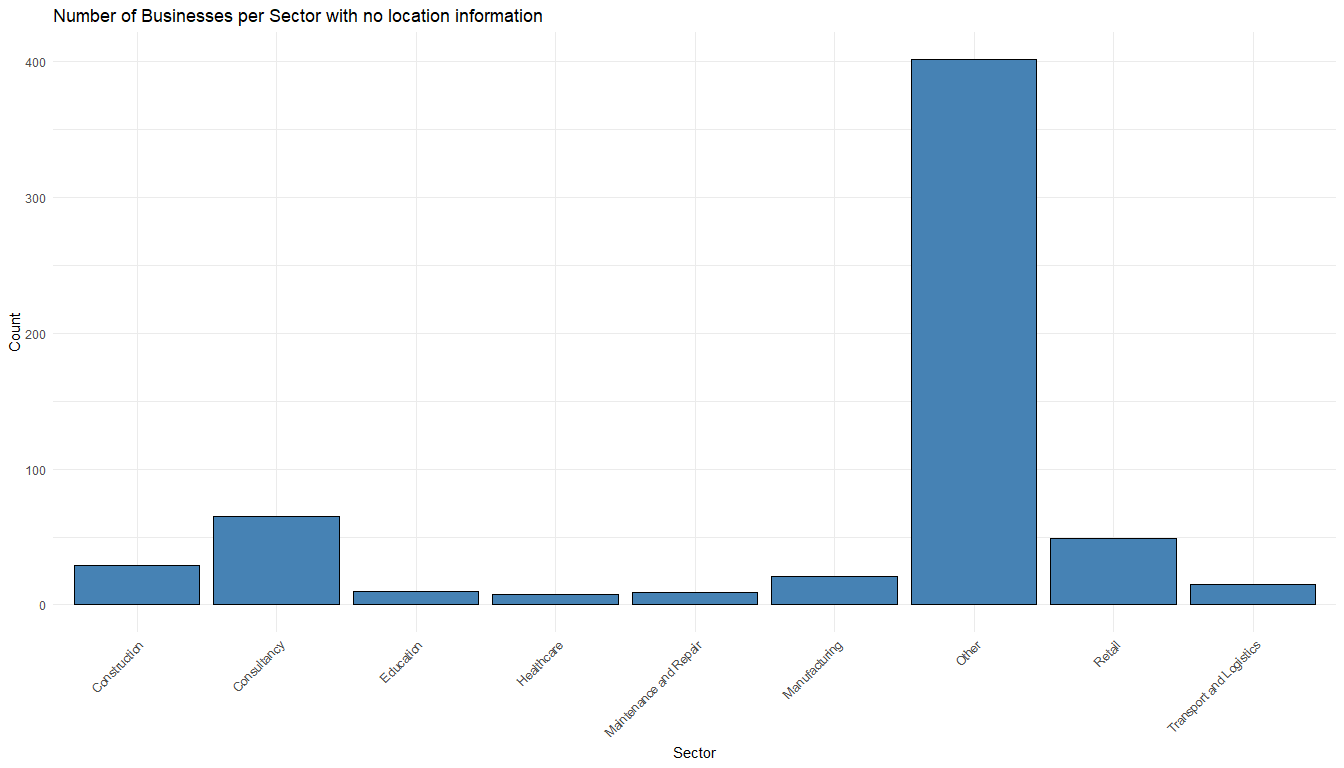 Number of Businesses per Sector with no location information
Count
400
300
200
100
0
Construction
Consultancy
Education
Healthcare
Maintenance and Repair
Manufacturing
Other
Retail
Transport and Logistics
Sector